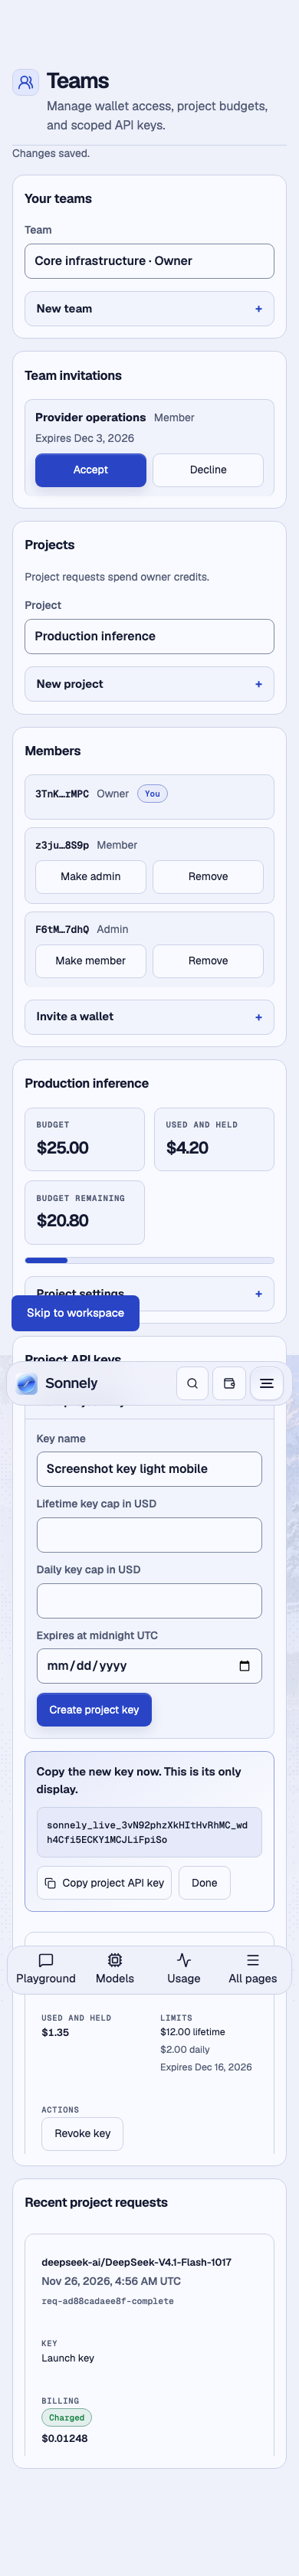 Teams
Manage wallet access, project budgets,
and scoped API keys.
Changes saved.
Your teams
Team
Core infrastructure · Owner
New team +
Team invitations
Provider operations Member
Expires Dec 3, 2026
Accept Decline
Projects
Project requests spend owner credits.
Project
Production inference
New project +
Members
3TnK…rMPC Owner You
z3ju…8S9p Member
Make admin Remove
F6tM…7dhQ Admin
Make member Remove
Invite a wallet +
Production inference
BUDGET
$25.00
USED AND HELD
$4.20
BUDGET REMAINING
$20.80
Project settings +
Skip to workspace
Project API keys
Sonnely
Key name
Screenshot key light mobile
Lifetime key cap in USD
Daily key cap in USD
Expires at midnight UTC
mm/dd/yyyy
Create project key
Copy the new key now. This is its only
display.
sonnely_live_3vN92phzXkHItHvRhMC_wd
h4Cfi5ECKY1MCJLiFpiSo
Copy project API key Done
Playground Models Usage All pages
USED AND HELD
$1.35
LIMITS
$12.00 lifetime
$2.00 daily
Expires Dec 16, 2026
ACTIONS
Revoke key
Recent project requests
deepseek-ai/DeepSeek-V4.1-Flash-1017
Nov 26, 2026, 4:56 AM UTC
req-ad88cadaee8f-complete
KEY
Launch key
BILLING
Charged
$0.01248